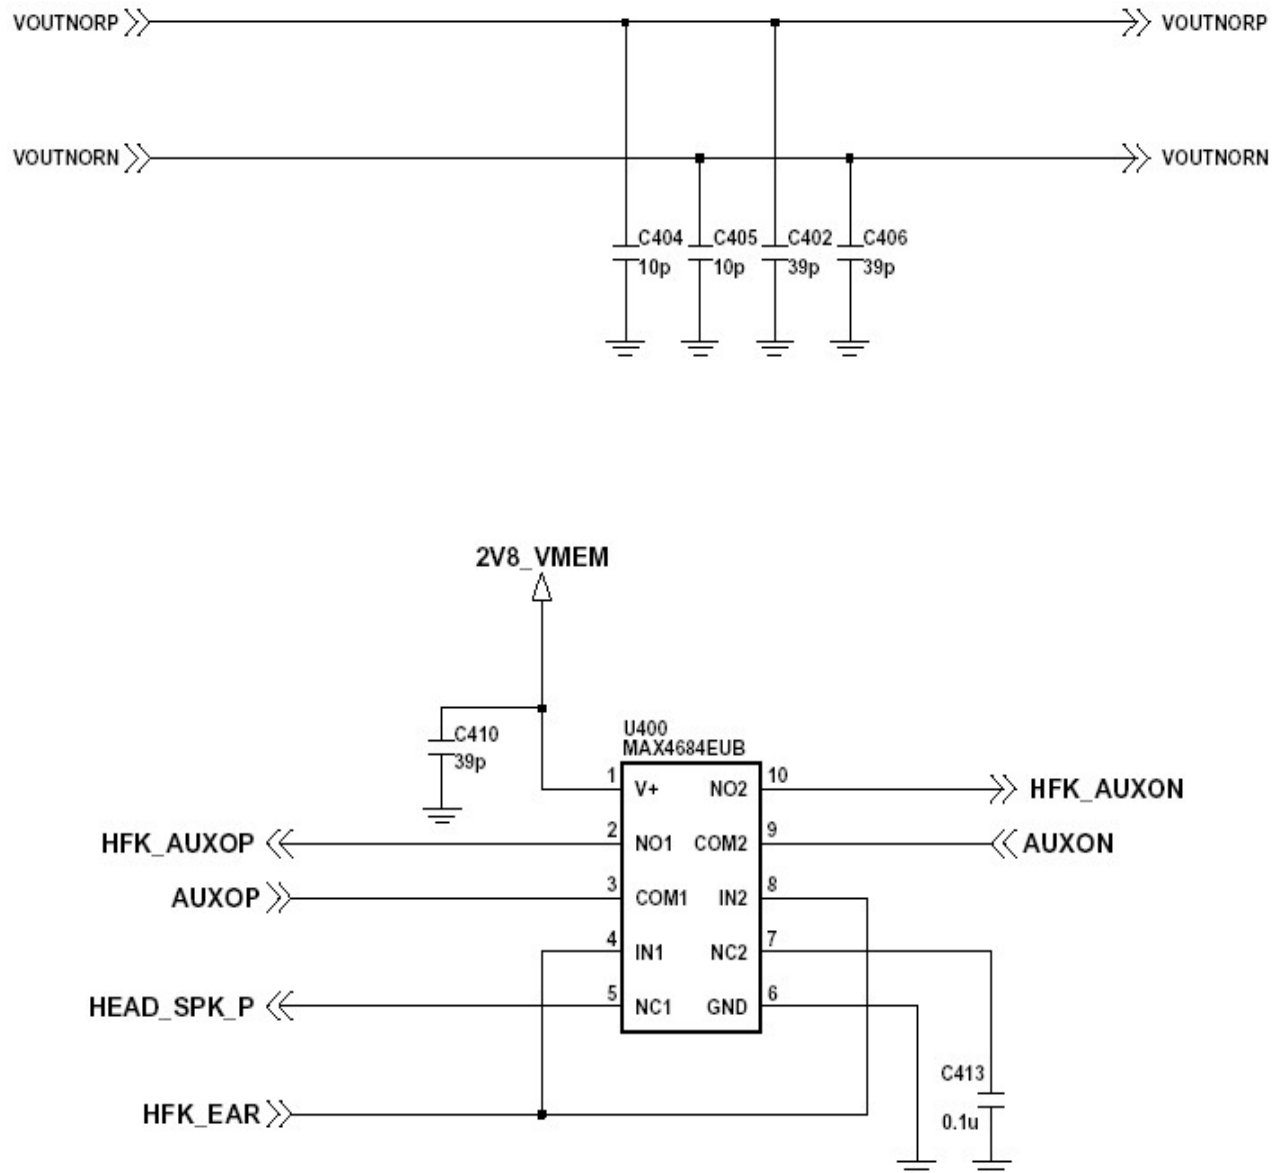 VOUTNORP
VOUTNORP
VOUTNORN
VOUTNORN
C404
10p
C405
10p
C402
39p
C406
39p
2V8_VMEM
C410
39p
U400
MAX4684EUB
1
V+
NO2
10
HFK_AUXON
HFK_AUXOP
2
NO1
COM2
9
AUXON
AUXOP
3
COM1
IN2
8
4
IN1
NC2
7
HEAD_SPK_P
5
NC1
GND
6
C413
0.1u
HFK_EAR